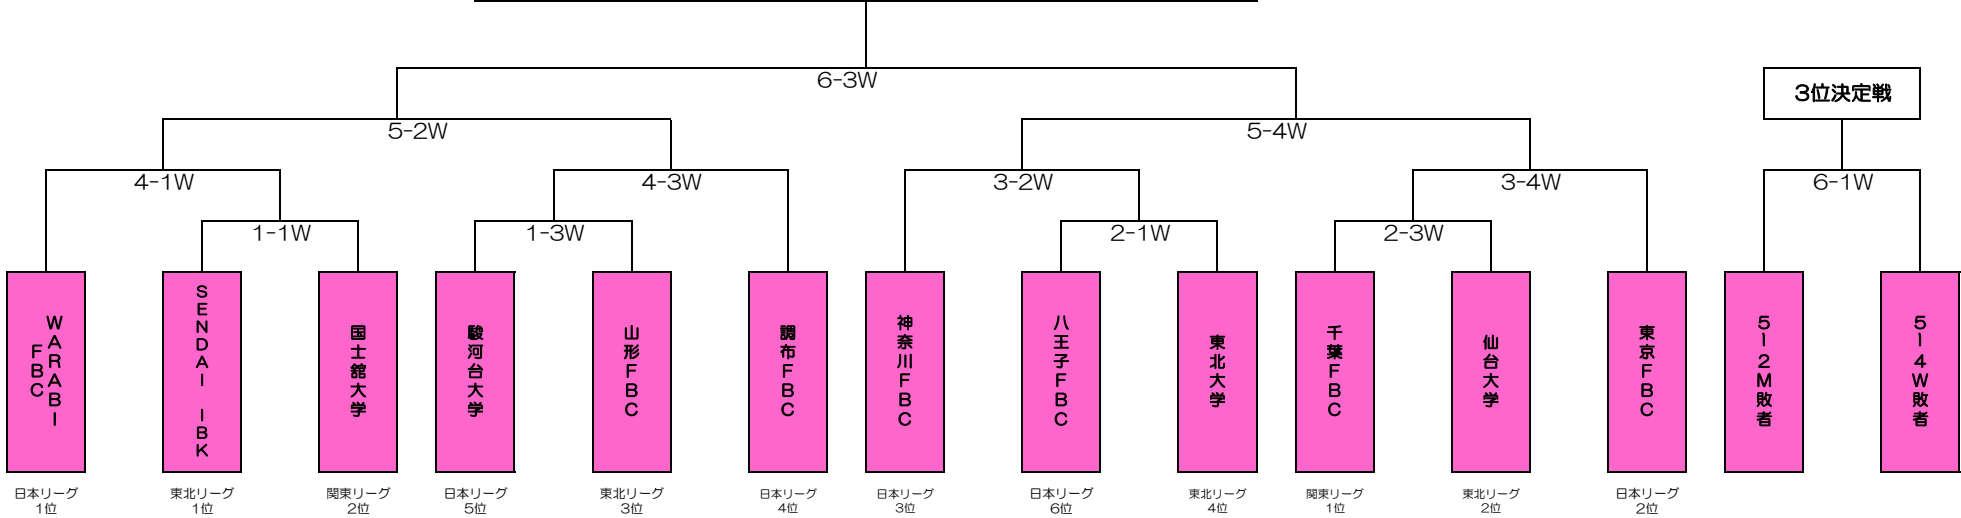 6-3W
3位決定戦
5-2W
5-4W
4-1W
4-3W
3-2W
3-4W
6-1W
1-1W
1-3W
2-1W
2-3W
WARABI
FBC
SENDAI IBK
国士舘大学
駿河台大学
山形FBC
調布FBC
神奈川FBC
八王子FBC
東北大学
千葉FBC
仙台大学
東京FBC
5-2M敗者
5-4W敗者
日本リーグ
1位
東北リーグ
1位
関東リーグ
2位
日本リーグ
5位
東北リーグ
3位
日本リーグ
4位
日本リーグ
3位
日本リーグ
6位
東北リーグ
4位
関東リーグ
1位
東北リーグ
2位
日本リーグ
2位